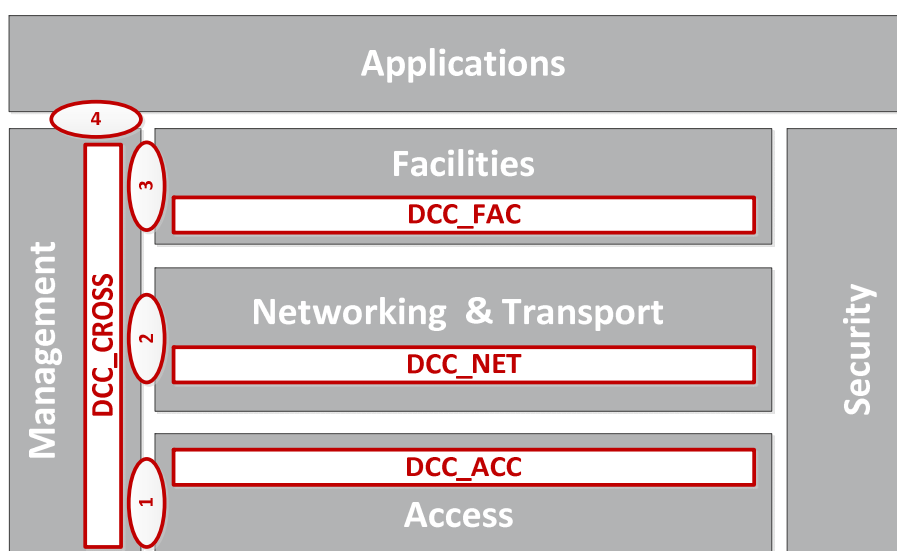 Applications
4
Management
DCC_CROSS
3
Facilities
DCC_FAC
2
Networking & Transport
DCC_NET
1
DCC_ACC
Access
Security